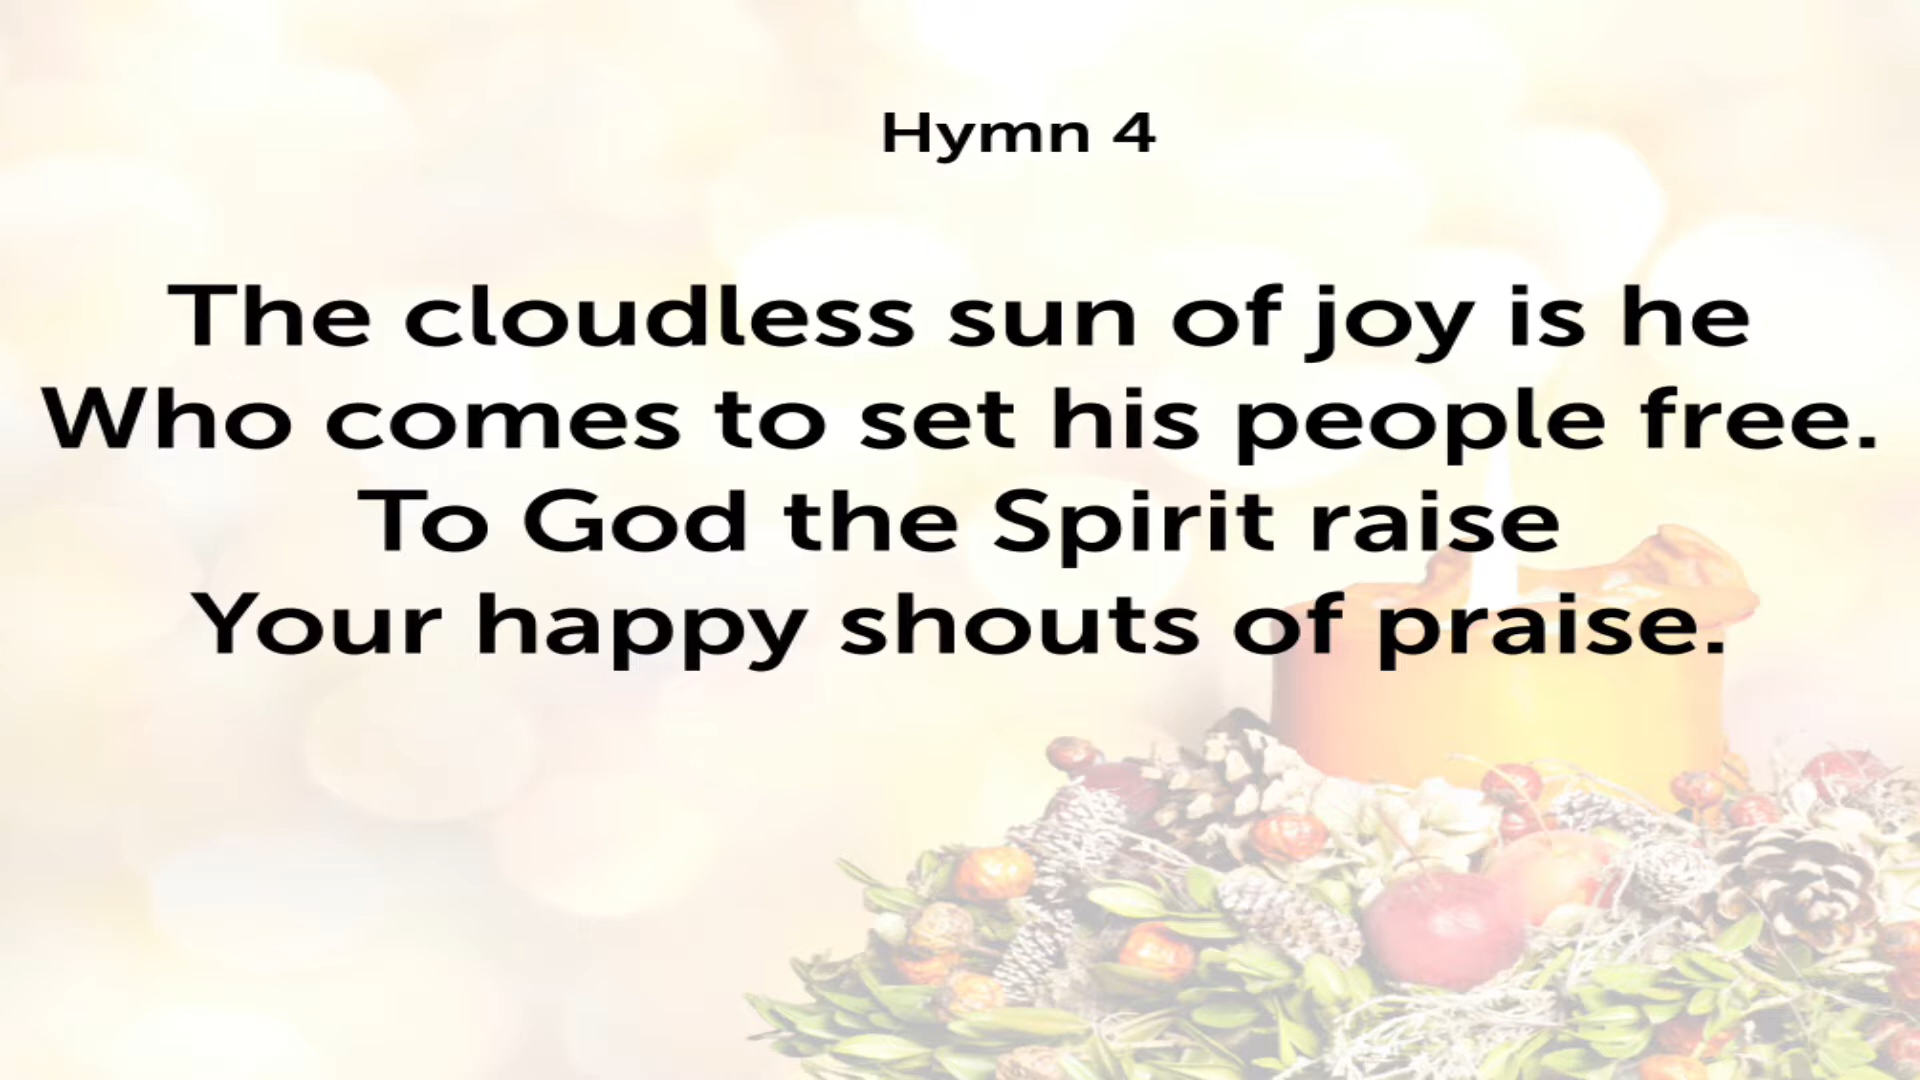 Hymn 4
The cloudless sun of joy is he
Who comes to set his people free.
To God the Spirit raise
Your happy shouts of praise.